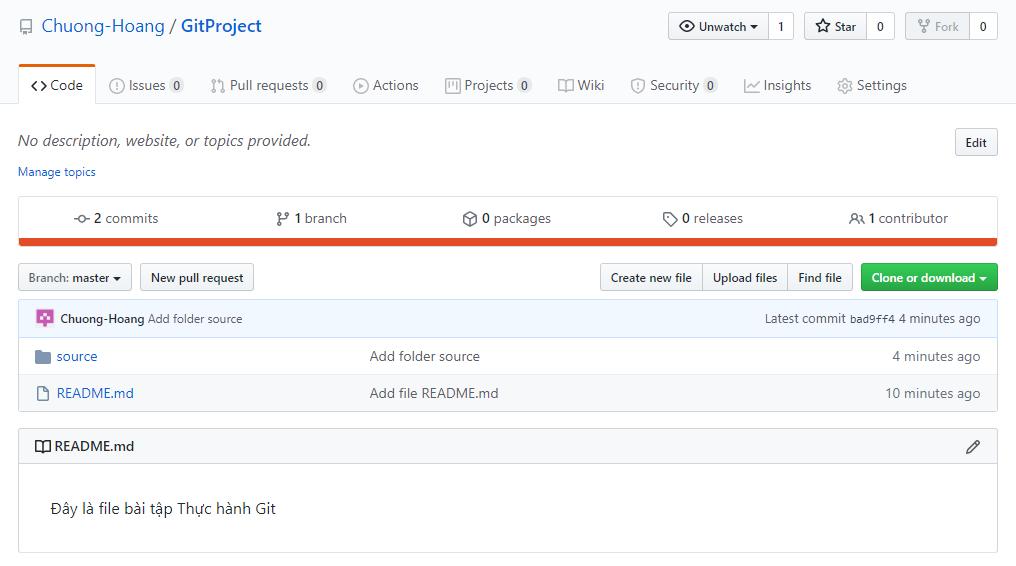 Chuong-Hoang / GitProject
Unwatch 1 Star 0 Fork 0
Code Issues 0 Pull requests 0 Actions Projects 0 Wiki Security 0 Insights Settings
No description, website, or topics provided.
Edit
Manage topics
2 commits 1 branch 0 packages 0 releases 1 contributor
Branch: master New pull request Create new file Upload files Find file Clone or download
Chuong-Hoang Add folder source Latest commit bad9ff4 4 minutes ago
source Add folder source 4 minutes ago
README.md Add file README.md 10 minutes ago
README.md
Đây là file bài tập Thực hành Git